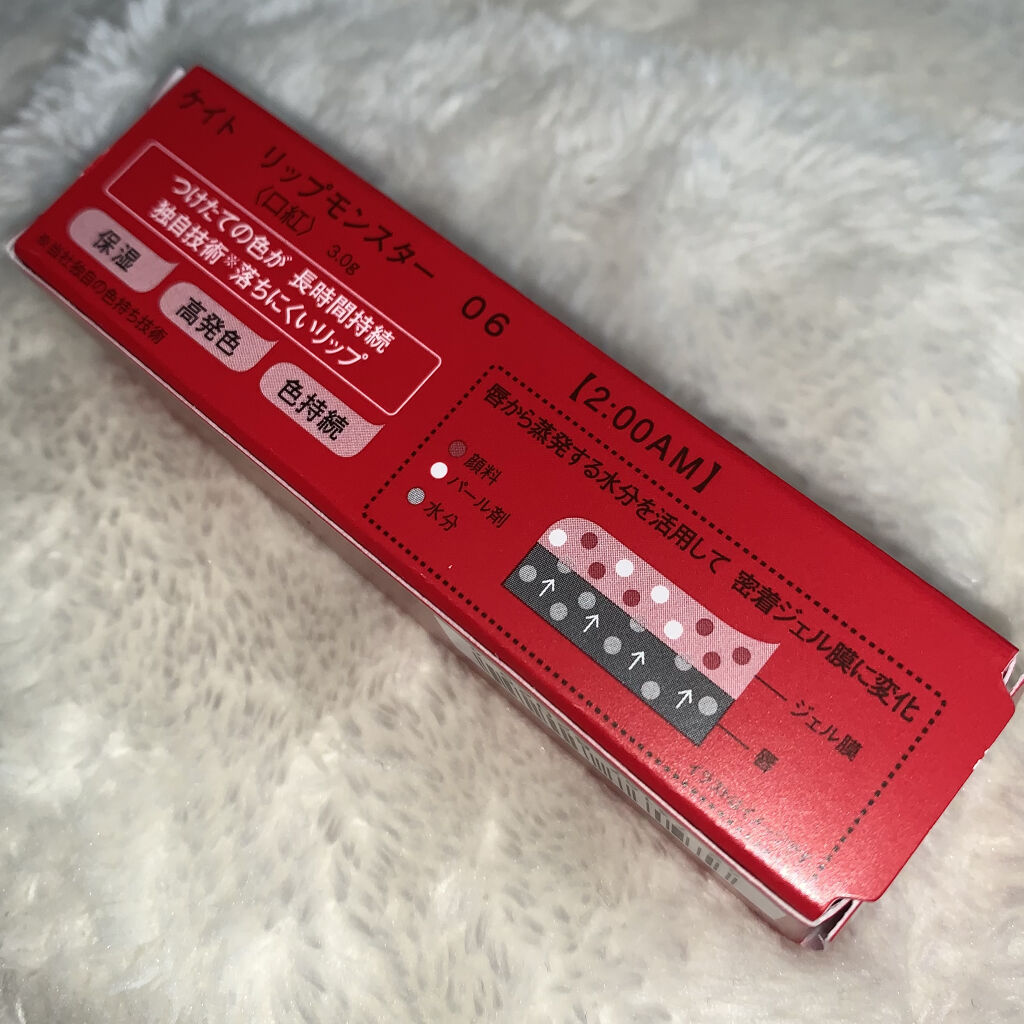 ケイト リップモンスター 06 【2:00AM】
〈口紅〉 3.0g
つけたての色が 長時間持続
独自技術※落ちにくいリップ
保湿
高発色
色持続
※当社独自の色持ち技術
唇から蒸発する水分を活用して 密着ジェル膜に変化
顔料
パール剤
水分
ジェル膜
唇